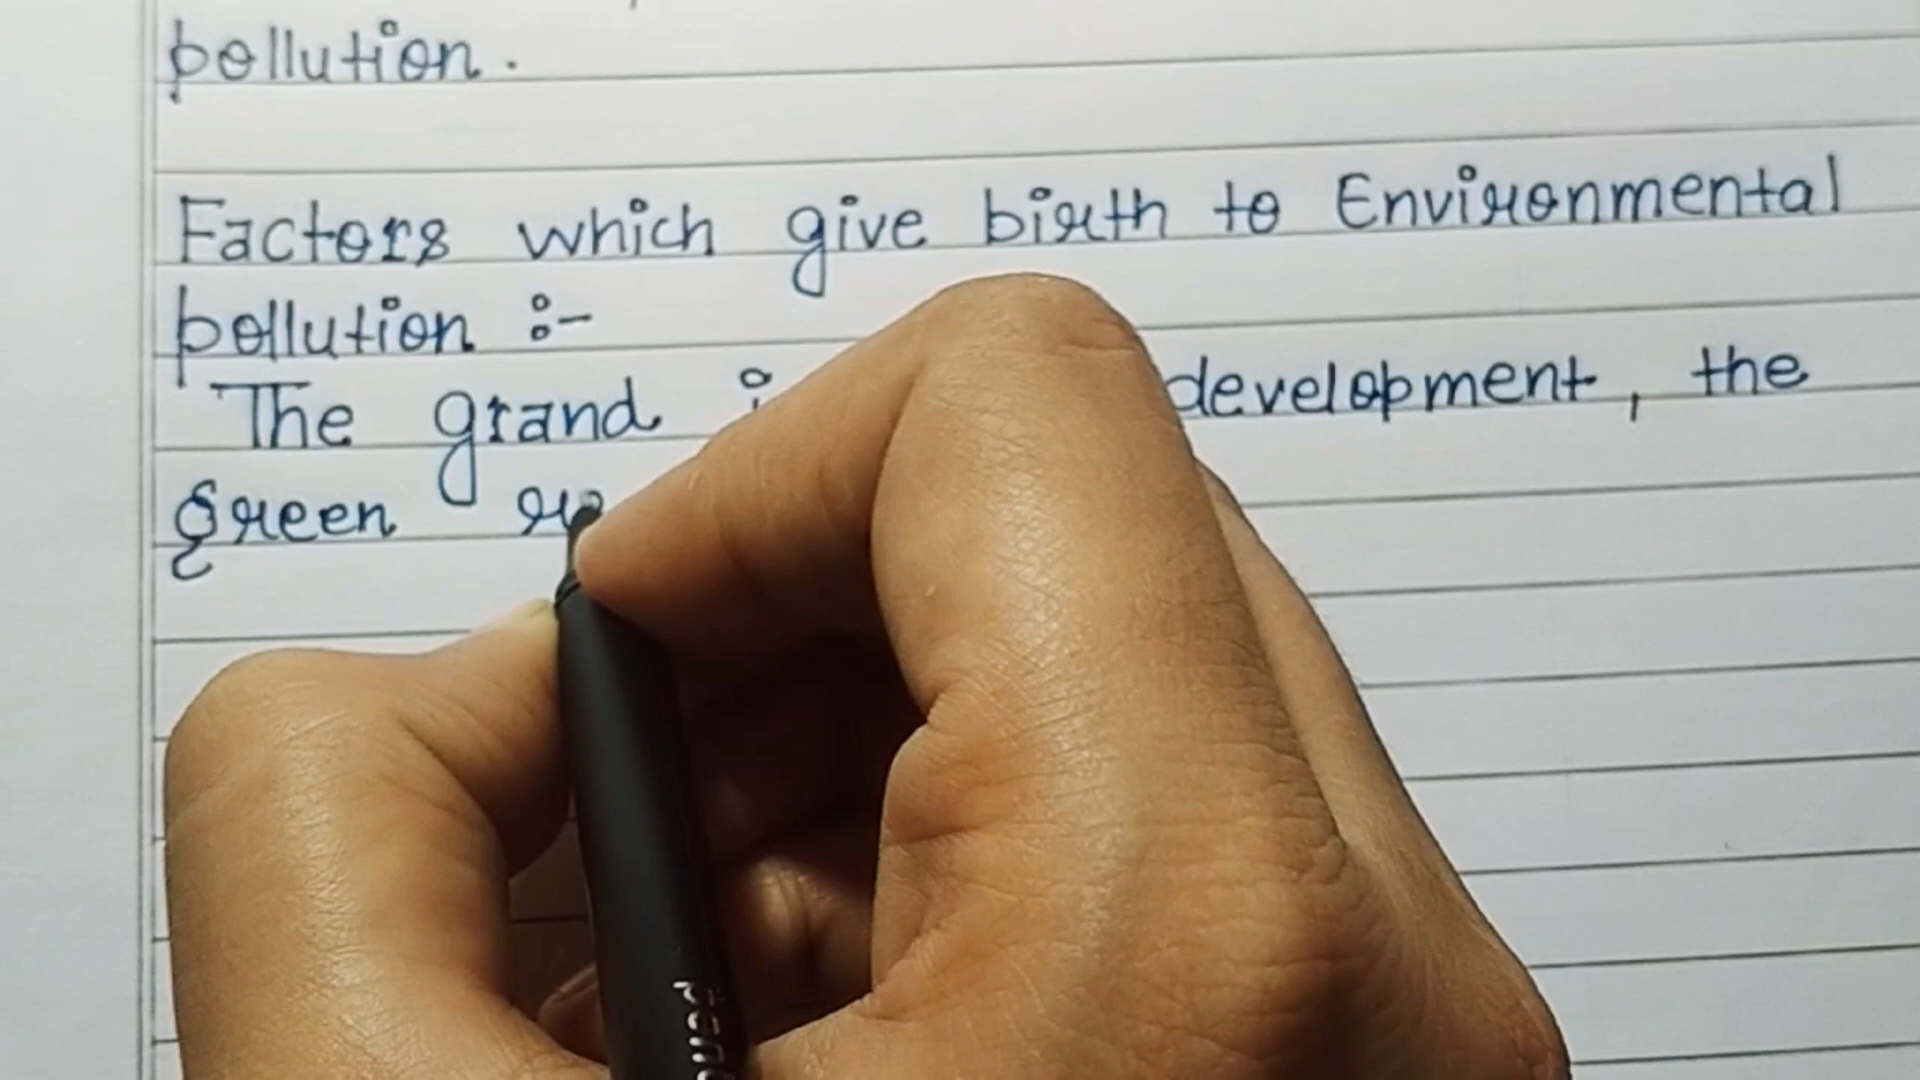 pollution.
Factors which give birth to Environmental
pollution :-
The grand development, the
green